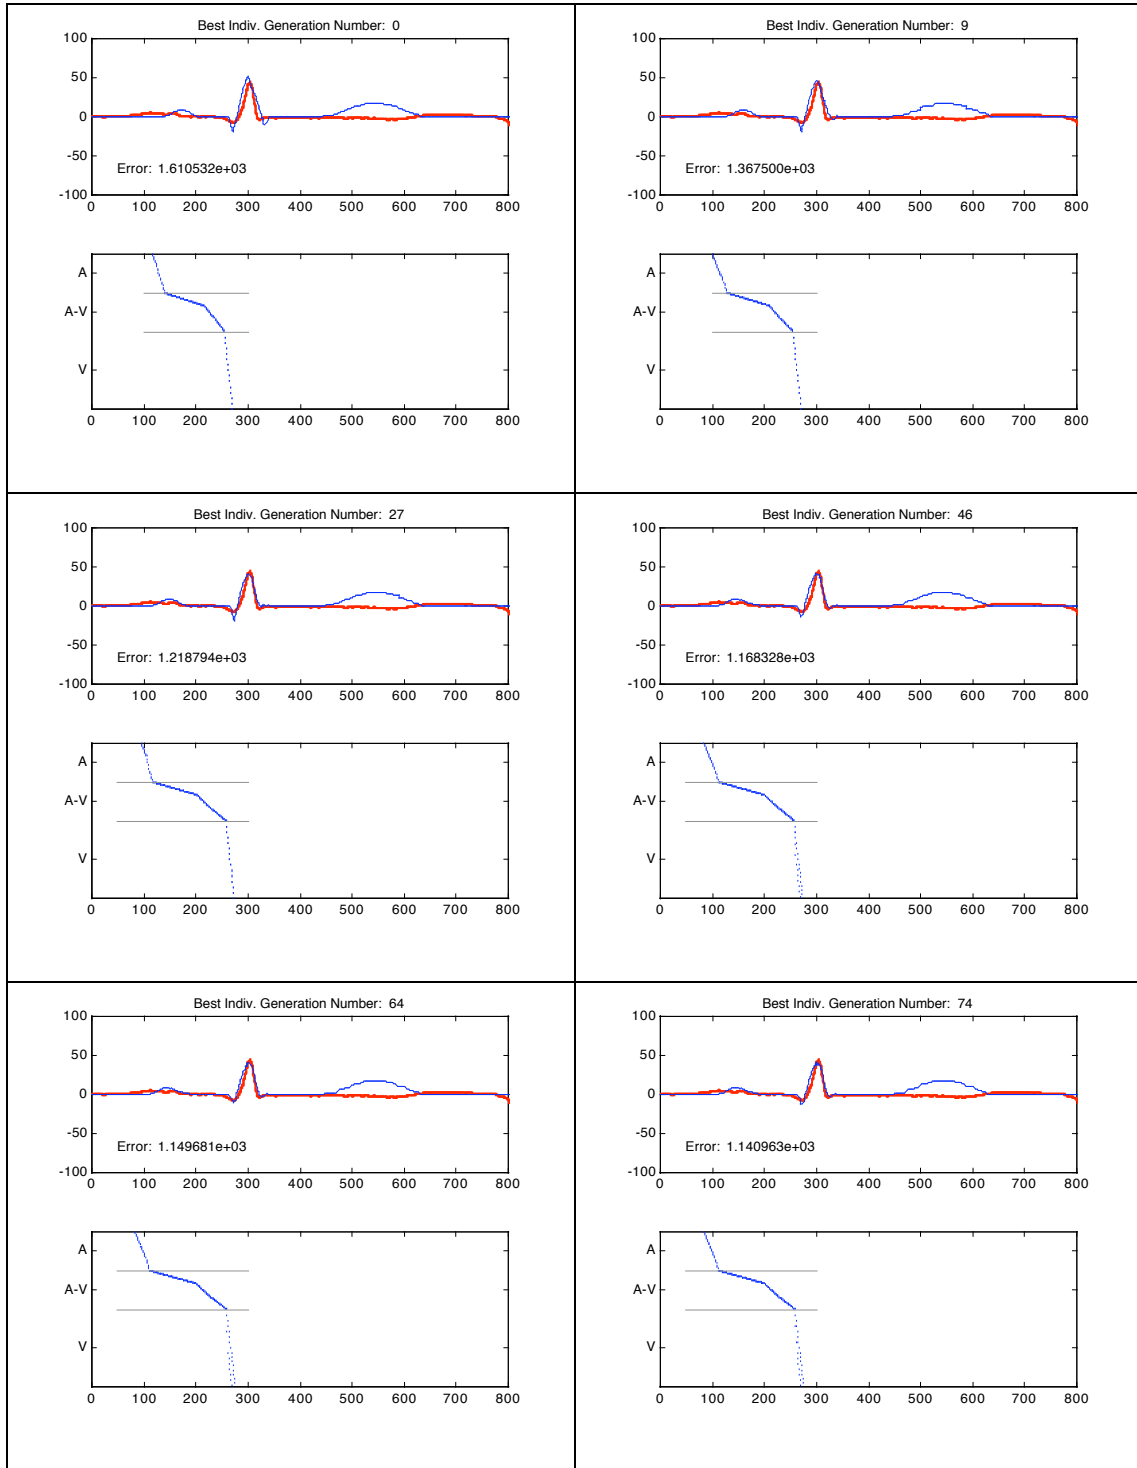 Best Indiv. Generation Number: 0
100
50
0
-50
-100
Error: 1.610532e+03
0 100 200 300 400 500 600 700 800
A
A-V
V
0 100 200 300 400 500 600 700 800
Best Indiv. Generation Number: 9
100
50
0
-50
-100
Error: 1.367500e+03
0 100 200 300 400 500 600 700 800
A
A-V
V
0 100 200 300 400 500 600 700 800
Best Indiv. Generation Number: 27
100
50
0
-50
-100
Error: 1.218794e+03
0 100 200 300 400 500 600 700 800
A
A-V
V
0 100 200 300 400 500 600 700 800
Best Indiv. Generation Number: 46
100
50
0
-50
-100
Error: 1.168328e+03
0 100 200 300 400 500 600 700 800
A
A-V
V
0 100 200 300 400 500 600 700 800
Best Indiv. Generation Number: 64
100
50
0
-50
-100
Error: 1.149681e+03
0 100 200 300 400 500 600 700 800
A
A-V
V
0 100 200 300 400 500 600 700 800
Best Indiv. Generation Number: 74
100
50
0
-50
-100
Error: 1.140963e+03
0 100 200 300 400 500 600 700 800
A
A-V
V
0 100 200 300 400 500 600 700 800